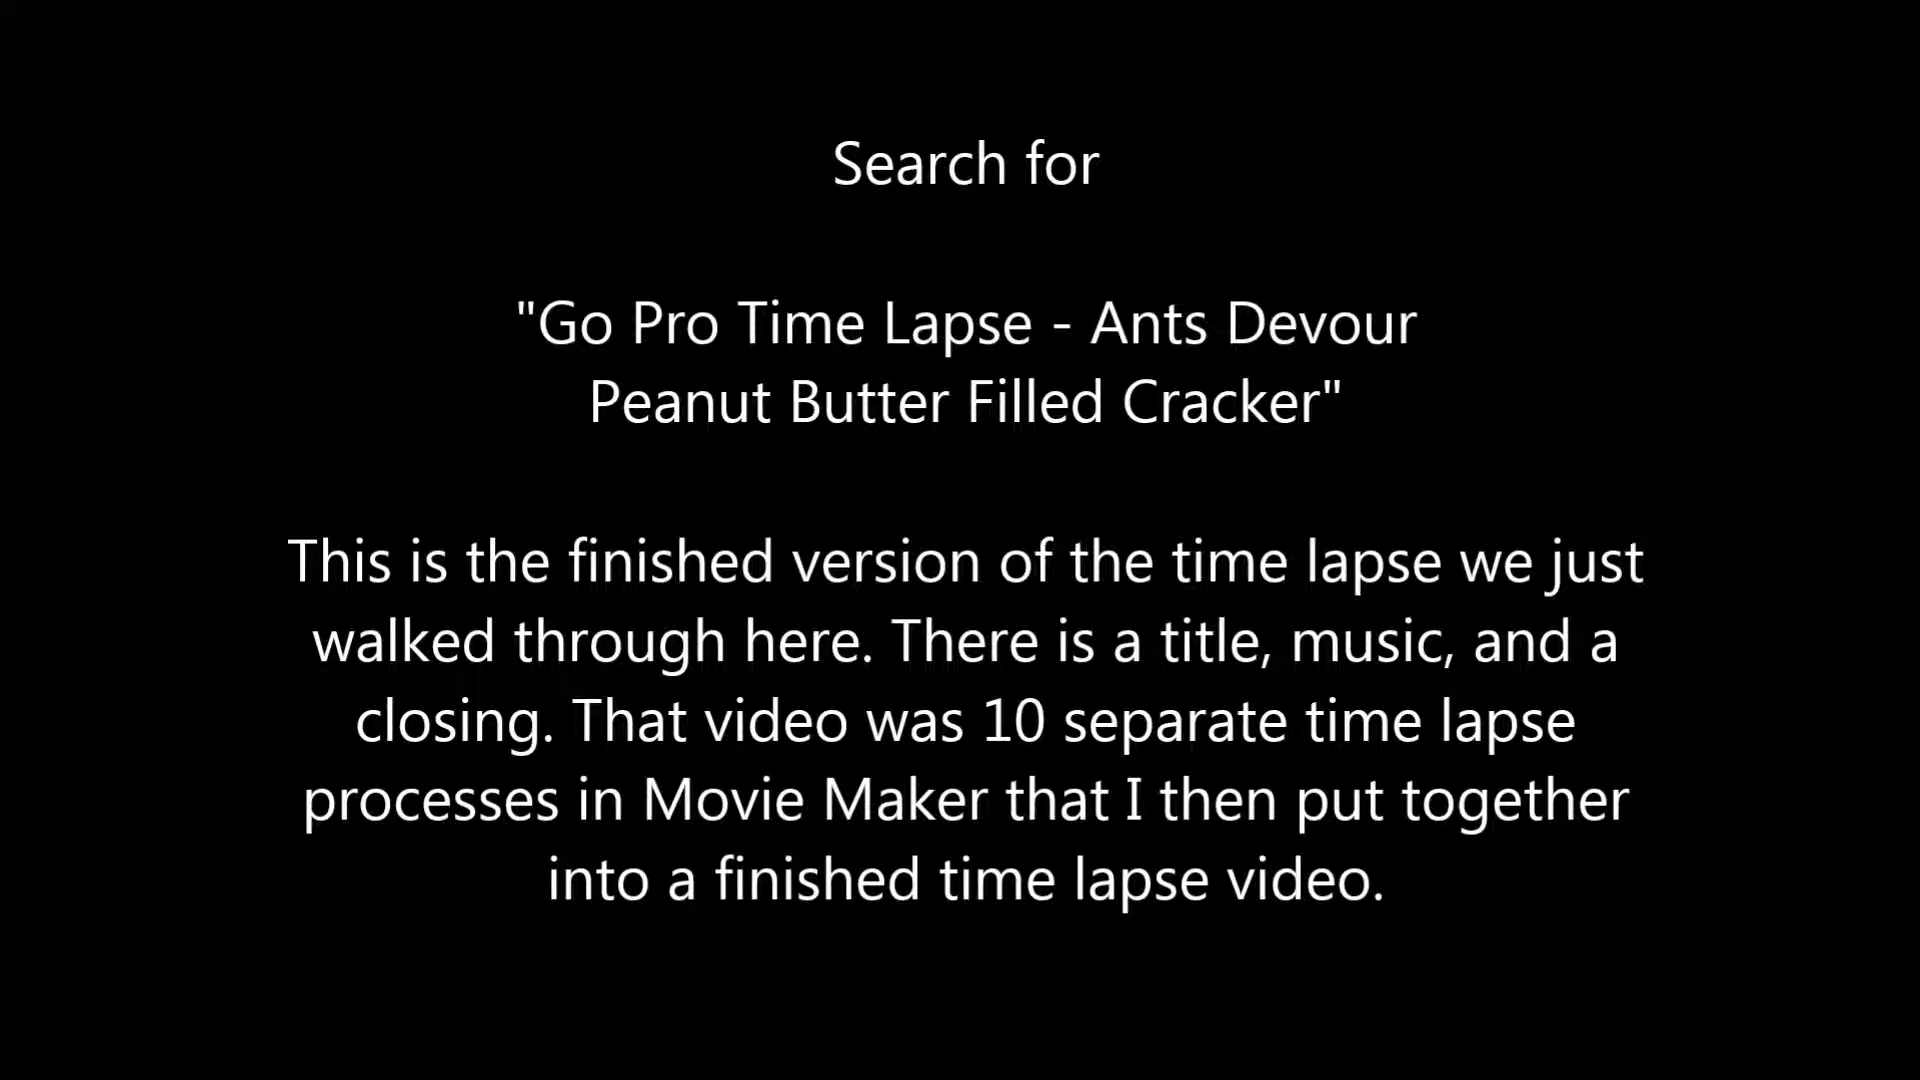 Search for
"Go Pro Time Lapse - Ants Devour
Peanut Butter Filled Cracker"
This is the finished version of the time lapse we just
walked through here. There is a title, music, and a
closing. That video was 10 separate time lapse
processes in Movie Maker that I then put together
into a finished time lapse video.